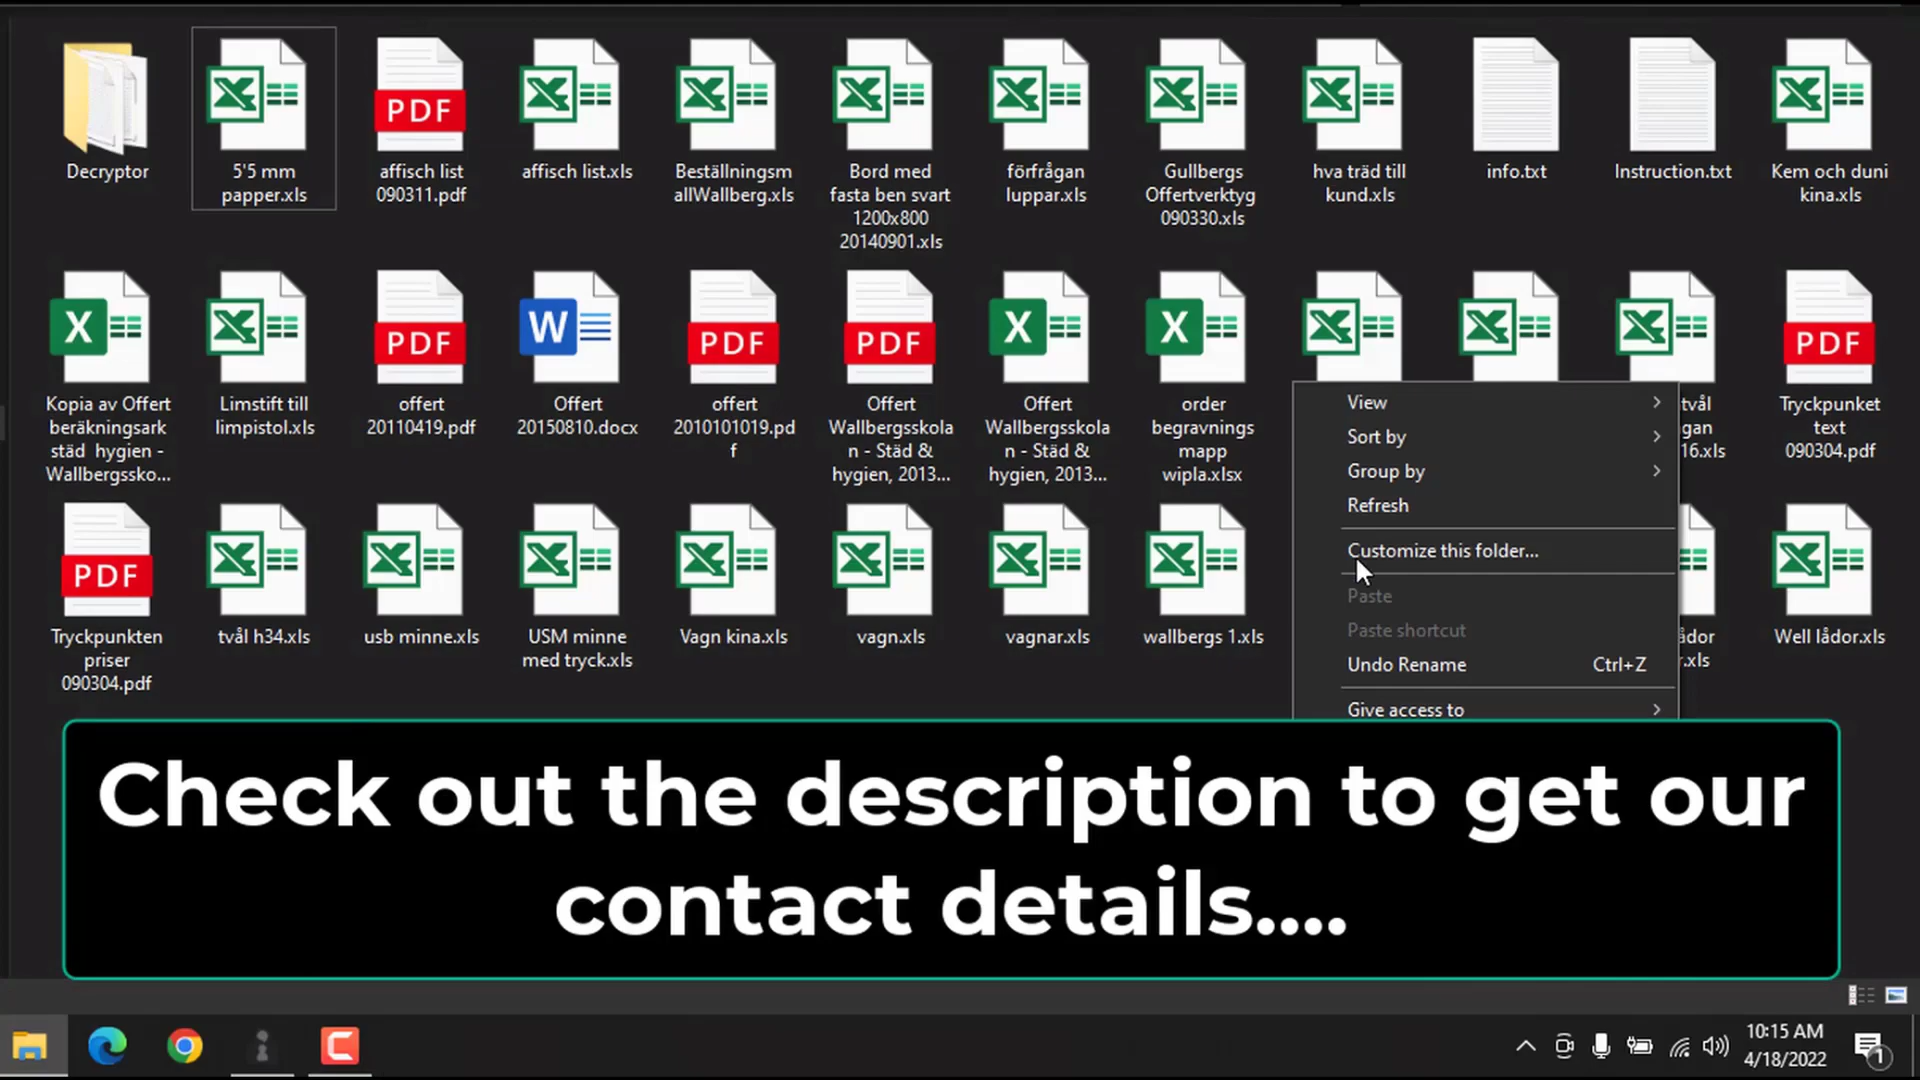 Decryptor
5'5 mm
papper.xls
PDF
affisch list
090311.pdf
affisch list.xls
Beställningsm
allWallberg.xls
Bord med
fasta ben svart
1200x800
20140901.xls
förfrågan
luppar.xls
Gullbergs
Offertverktyg
090330.xls
hva träd till
kund.xls
info.txt
Instruction.txt
Kem och duni
kina.xls
X
Kopia av Offert
beräkningsark
städ hygien -
Wallbergssko...
Limstift till
limpistol.xls
PDF
offert
20110419.pdf
W
Offert
20150810.docx
PDF
offert
2010101019.pd
f
PDF
Offert
Wallbergsskola
n - Städ &
hygien, 2013...
X
Offert
Wallbergsskola
n - Städ &
hygien, 2013...
X
order
begravnings
mapp
wipla.xlsx
tvål
gan
16.xls
PDF
Tryckpunket
text
090304.pdf
View
Sort by
Group by
Refresh
Customize this folder...
Paste
Paste shortcut
Undo Rename Ctrl+Z
Give access to
PDF
Tryckpunkten
priser
090304.pdf
tvål h34.xls
usb minne.xls
USM minne
med tryck.xls
Vagn kina.xls
vagn.xls
vagnar.xls
wallbergs 1.xls
ådor
r.xls
Well lådor.xls
Check out the description to get our
contact details....
10:15 AM
4/18/2022
1